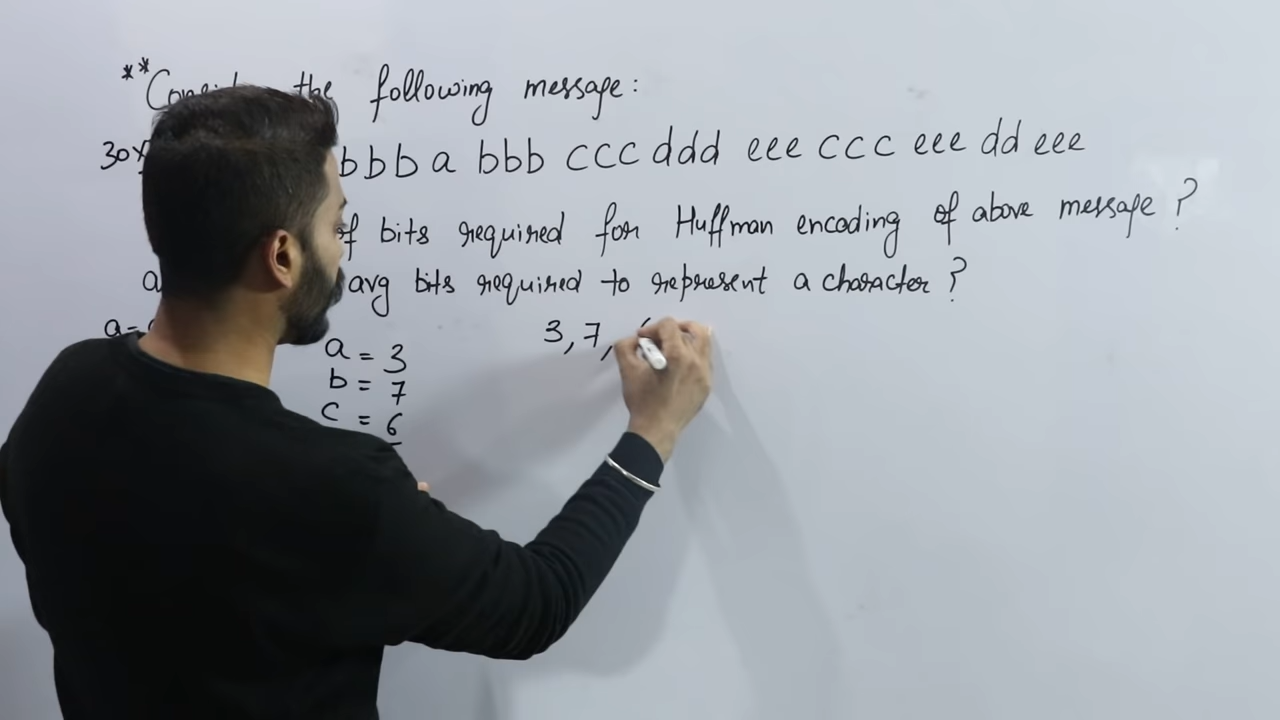 **Consider the following message:
30x bbb a bbb ccc ddd eee ccc eee dd eee
of bits required for Huffman encoding of above message ?
a avg bits required to represent a character ?
a= a = 3 3, 7,
b = 7
c = 6